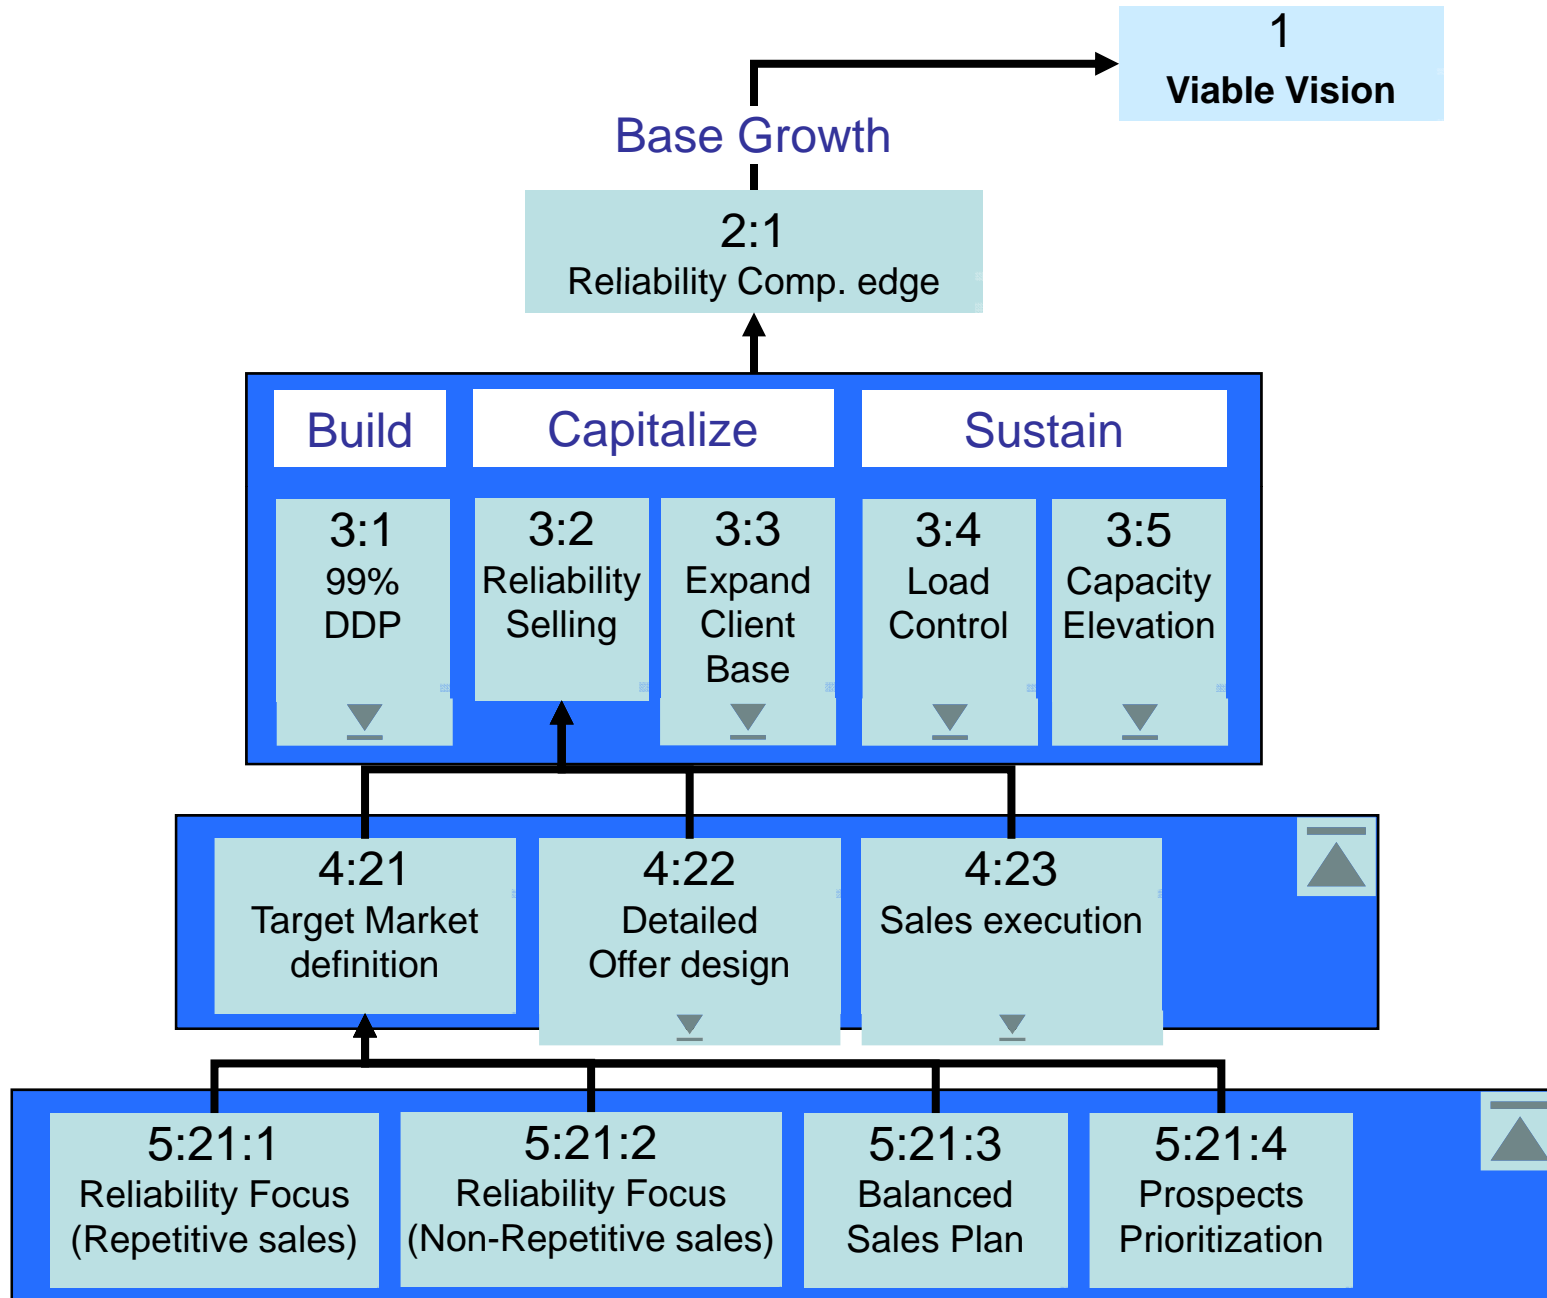 1
Viable Vision
Base Growth
2:1
Reliability Comp. edge
Build
Capitalize
Sustain
3:1
99%
DDP
3:2
Reliability
Selling
3:3
Expand
Client
Base
3:4
Load
Control
3:5
Capacity
Elevation
4:21
Target Market
definition
4:22
Detailed
Offer design
4:23
Sales execution
5:21:1
Reliability Focus
(Repetitive sales)
5:21:2
Reliability Focus
(Non-Repetitive sales)
5:21:3
Balanced
Sales Plan
5:21:4
Prospects
Prioritization